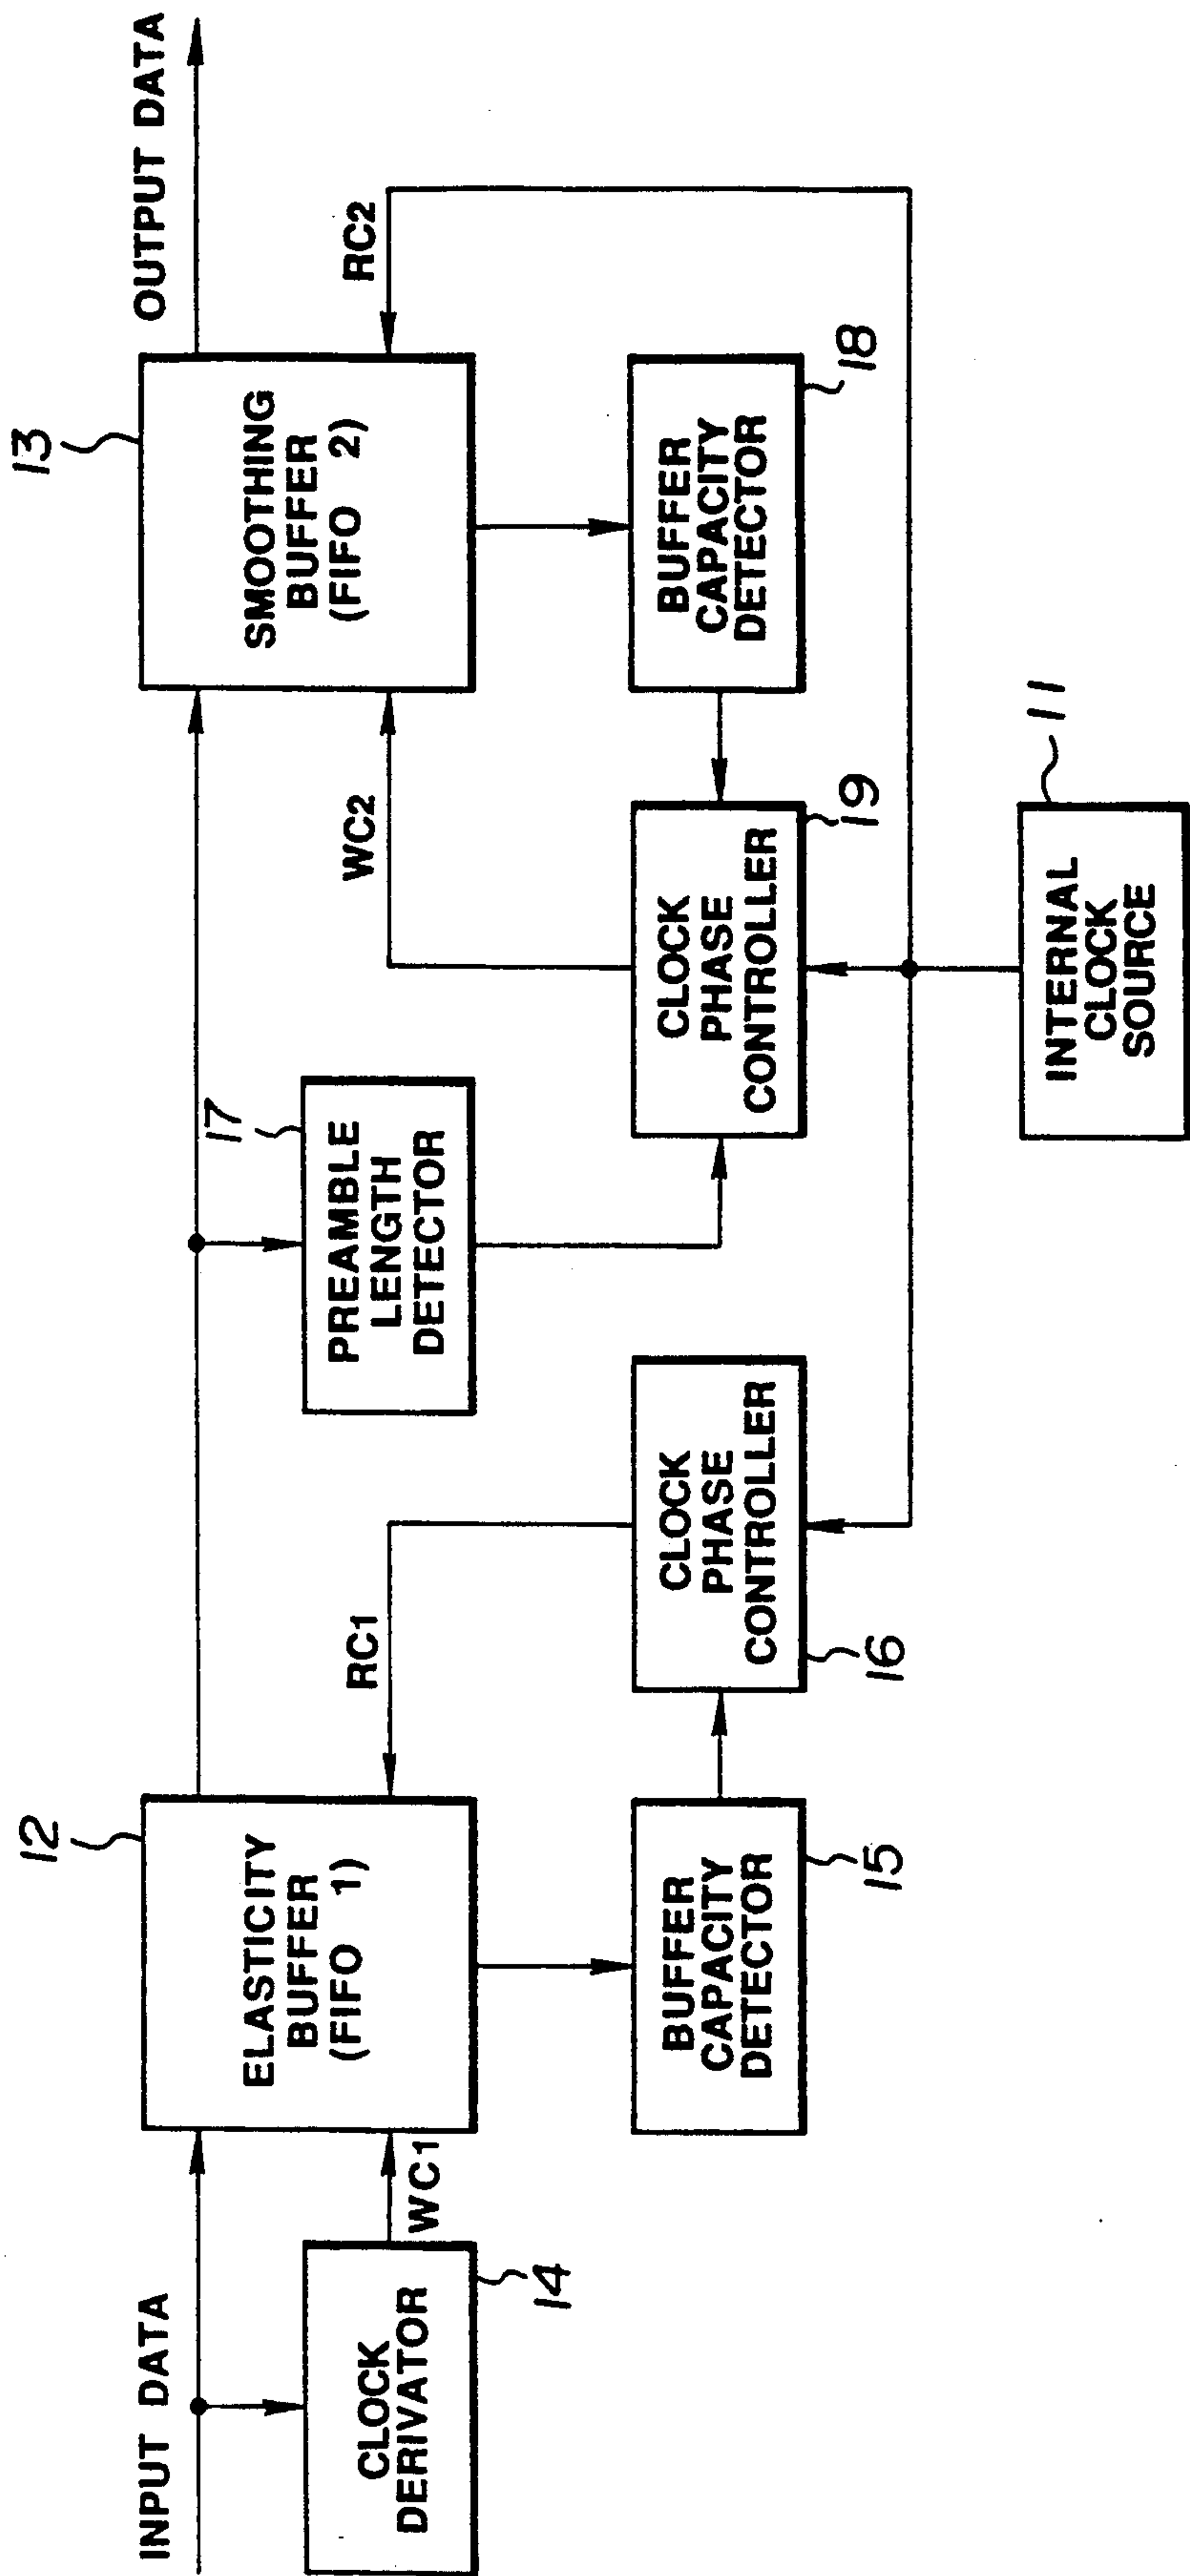 INPUT DATA
OUTPUT DATA
12
ELASTICITY
BUFFER
(FIFO 1)
13
SMOOTHING
BUFFER
(FIFO 2)
WC1
RC1
WC2
RC2
CLOCK
DERIVATOR
14
17
PREAMBLE
LENGTH
DETECTOR
BUFFER
CAPACITY
DETECTOR
15
CLOCK
PHASE
CONTROLLER
16
CLOCK
PHASE
CONTROLLER
19
BUFFER
CAPACITY
DETECTOR
18
INTERNAL
CLOCK
SOURCE
11